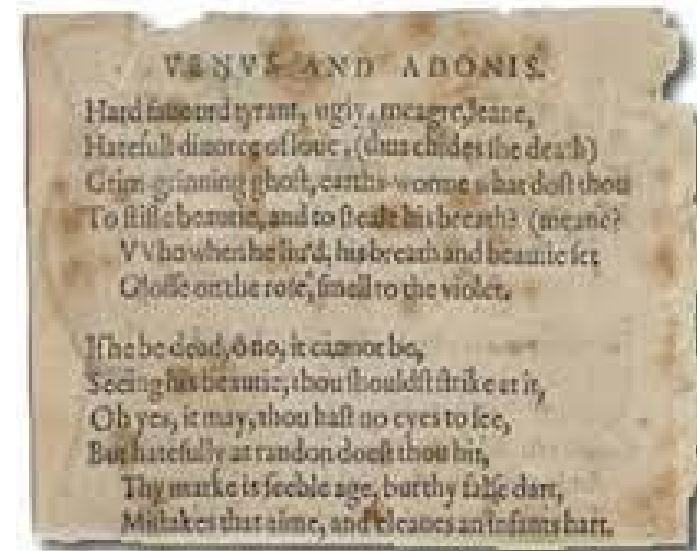 VENVS AND ADONIS.
Hard fauourd tyrant, ugly, meagre, leane,
Hatefull diuorce of loue, (thus chides she death)
Grim-grinning ghost, earths-worme what dost thou
To stifle beautie, and to steale his breath? (meane?
VVho when he liu'd, his breath and beautie set
Glosse on the rose, smell to the violet.
If he be dead, ô no, it cannot be,
Seeing his beautie, thou shouldst strike at it,
Oh yes, it may, thou hast no eyes to see,
But hatefully at randon doest thou hit,
Thy marke is feeble age, but thy false dart,
Mistakes that aime, and cleaues an infants hart.